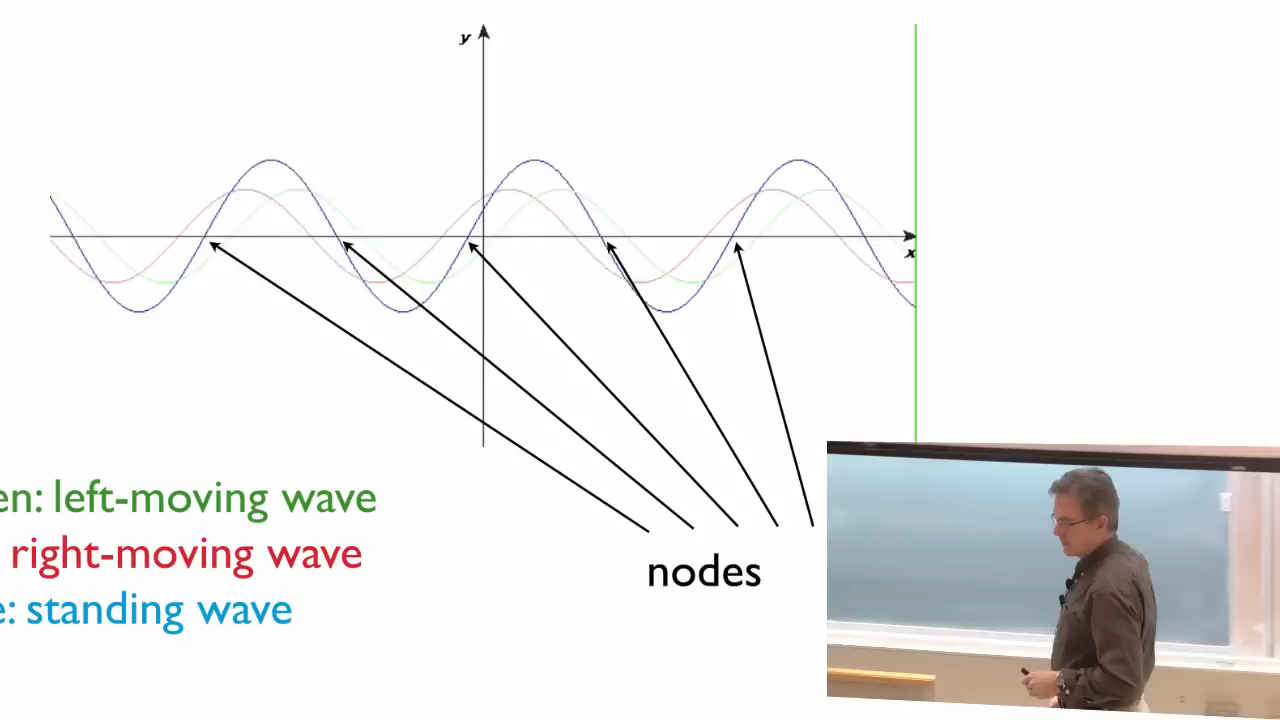 y
x
en: left-moving wave
right-moving wave
e: standing wave
nodes